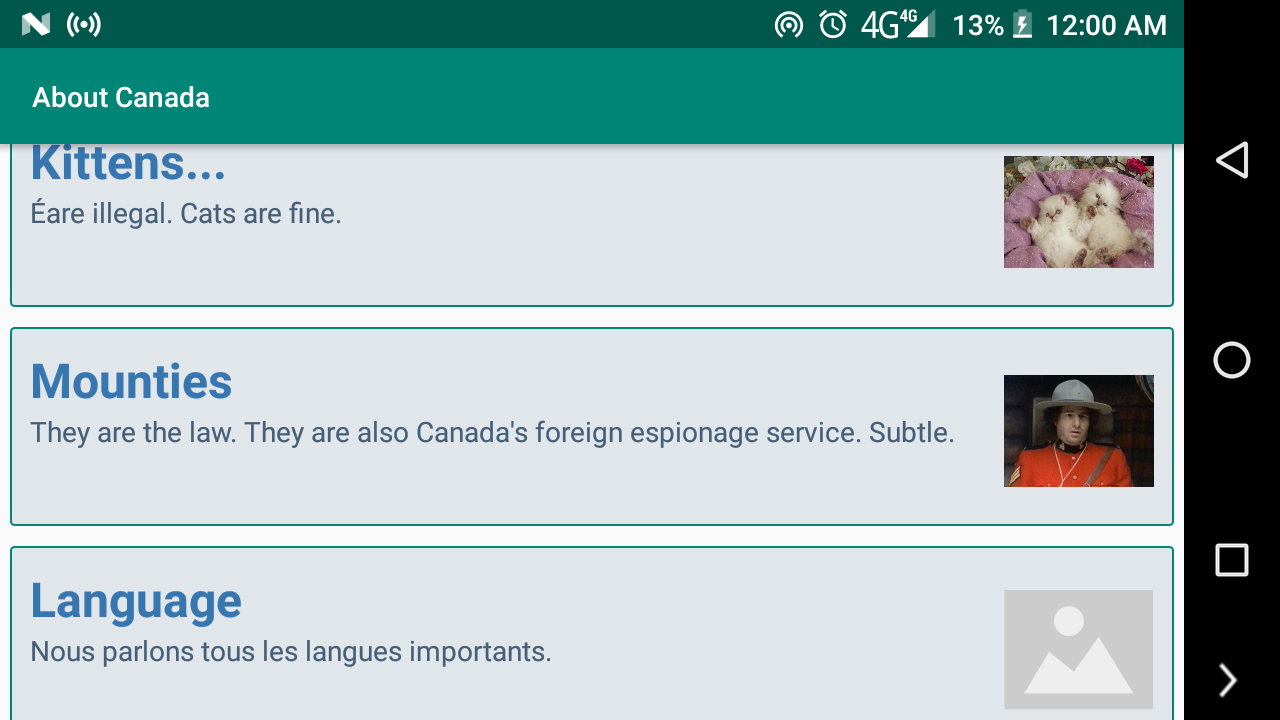 4G 4G 13% 12:00 AM
About Canada
Kittens...
Éare illegal. Cats are fine.
Mounties
They are the law. They are also Canada's foreign espionage service. Subtle.
Language
Nous parlons tous les langues importants.